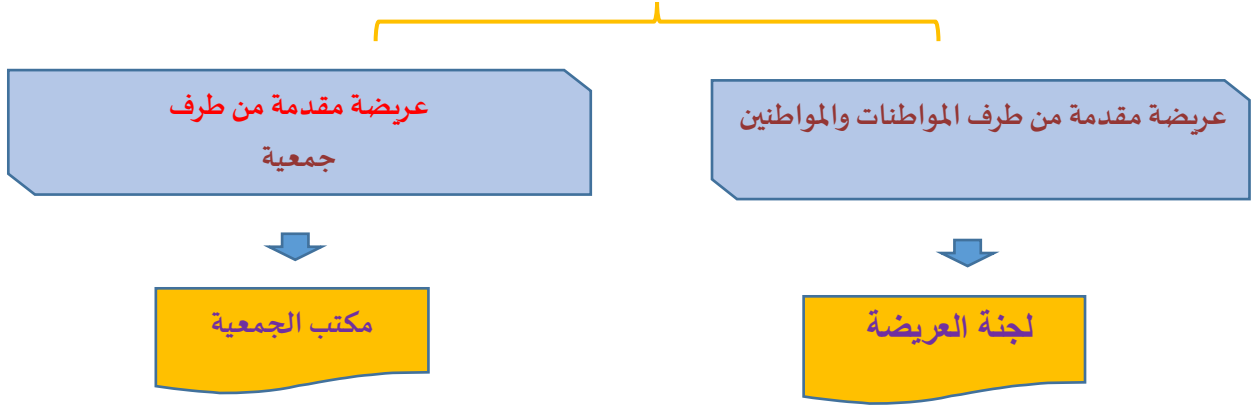 عريضة مقدمة من طرف المواطنات والمواطنين
عريضة مقدمة من طرف
جمعية
لجنة العريضة
مكتب الجمعية